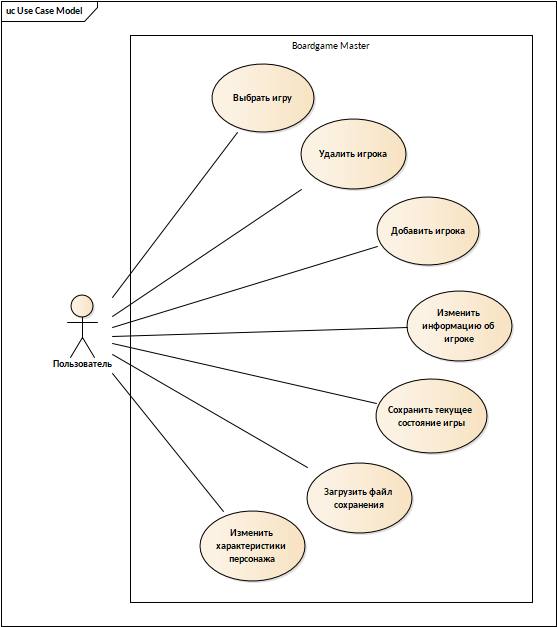 uc Use Case Model
Boardgame Master
Выбрать игру
Удалить игрока
Добавить игрока
Изменить
информацию об
игроке
Пользователь
Сохранить текущее
состояние игры
Загрузить файл
сохранения
Изменить
характеристики
персонажа